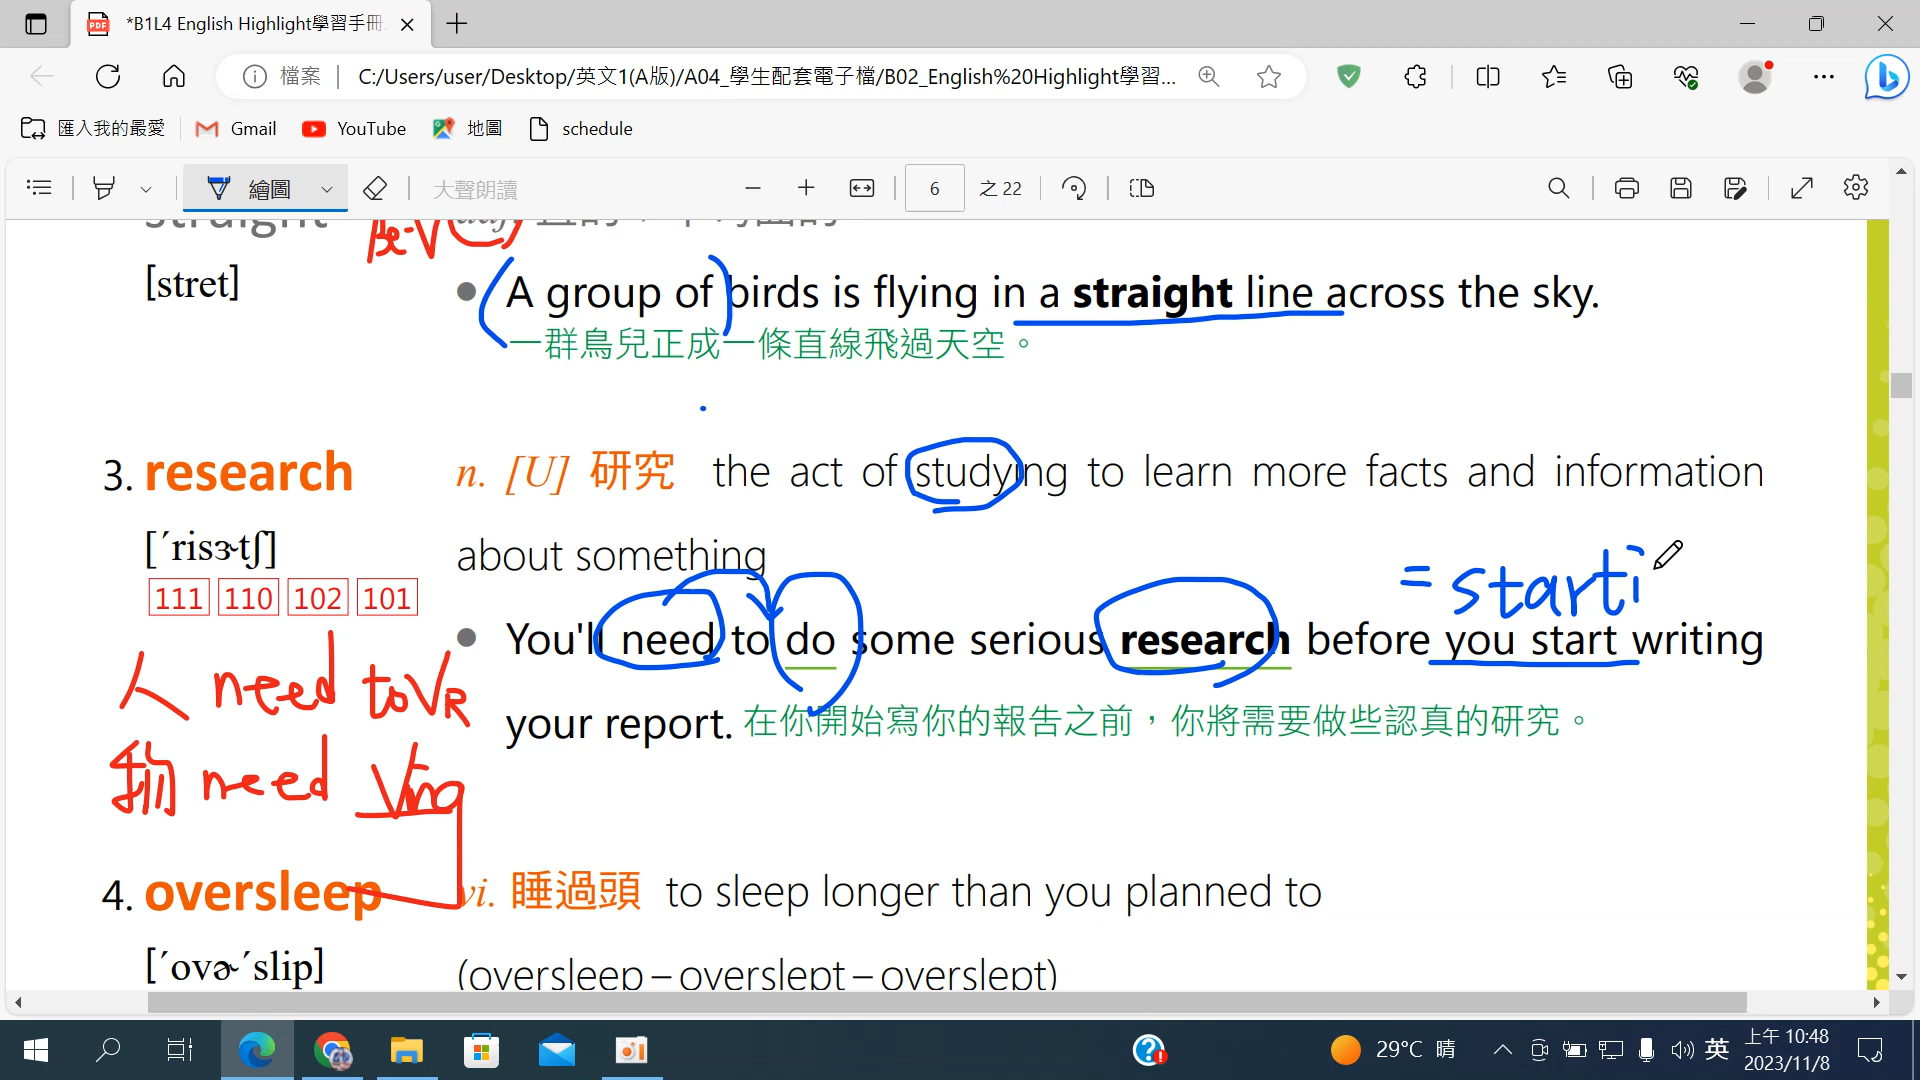 *B1L4 English Highlight學習手冊
檔案 C:/Users/user/Desktop/英文1(A版)/A04_學生配套電子檔/B02_English%20Highlight學習...
匯入我的最愛 Gmail YouTube 地圖 schedule
繪圖 大聲朗讀 6 之 22
straight
[stret]
A group of birds is flying in a straight line across the sky.
一群鳥兒正成一條直線飛過天空。
3. research n. [U] 研究 the act of studying to learn more facts and information
[ˊrisɝtʃ] about something
= starti
111 110 102 101
You'll need to do some serious research before you start writing
人 need to VR
your report. 在你開始寫你的報告之前，你將需要做些認真的研究。
物 need Ving
4. oversleep vi. 睡過頭 to sleep longer than you planned to
[ˊovɚˊslip] (oversleep – overslept – overslept)
29°C 晴 英 上午 10:48
2023/11/8